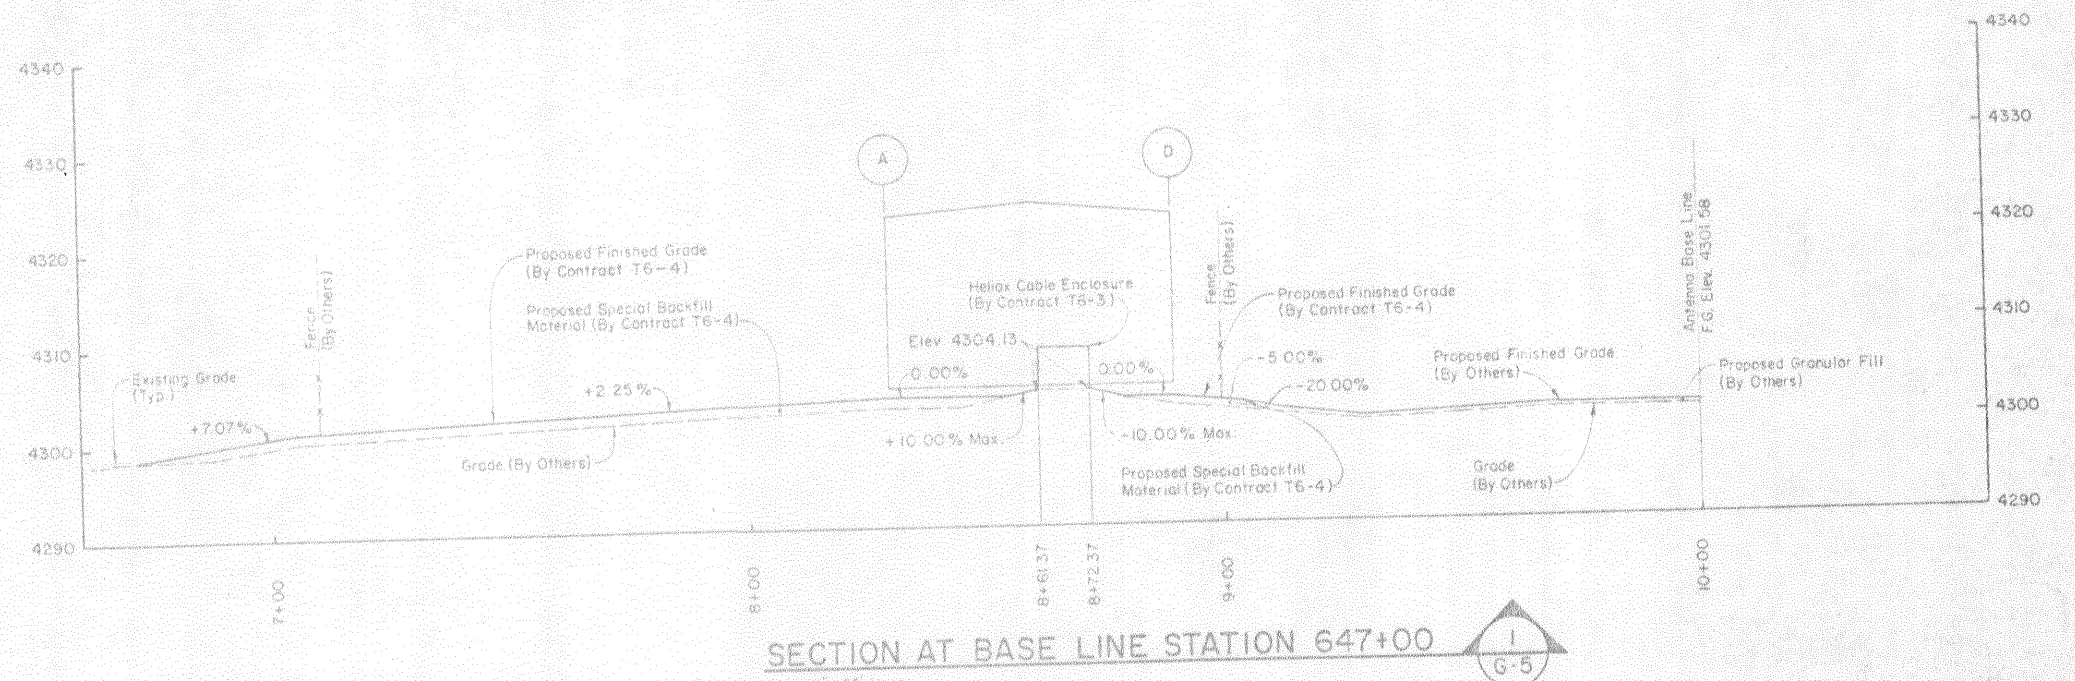 4340
4330
4320
4310
4300
4290
Existing Grade
(Typ.)
+7.07%
Fence
(By Others)
Proposed Finished Grade
(By Contract T6-4)
Proposed Special Backfill
Material (By Contract T6-4)
+2.25%
Grade (By Others)
A
D
Heliax Cable Enclosure
(By Contract T6-3)
Elev. 4304.13
0.00%
0.00%
+10.00% Max.
-10.00% Max.
Fence
(By Others)
Proposed Finished Grade
(By Contract T6-4)
-5.00%
-20.00%
Proposed Special Backfill
Material (By Contract T6-4)
Proposed Finished Grade
(By Others)
Grade
(By Others)
Antenna Base Line
F.G. Elev. 4301.58
Proposed Granular Fill
(By Others)
4340
4330
4320
4310
4300
4290
7+00
8+00
8+61.37
8+72.37
9+00
10+00
SECTION AT BASE LINE STATION 647+00
1
G-5